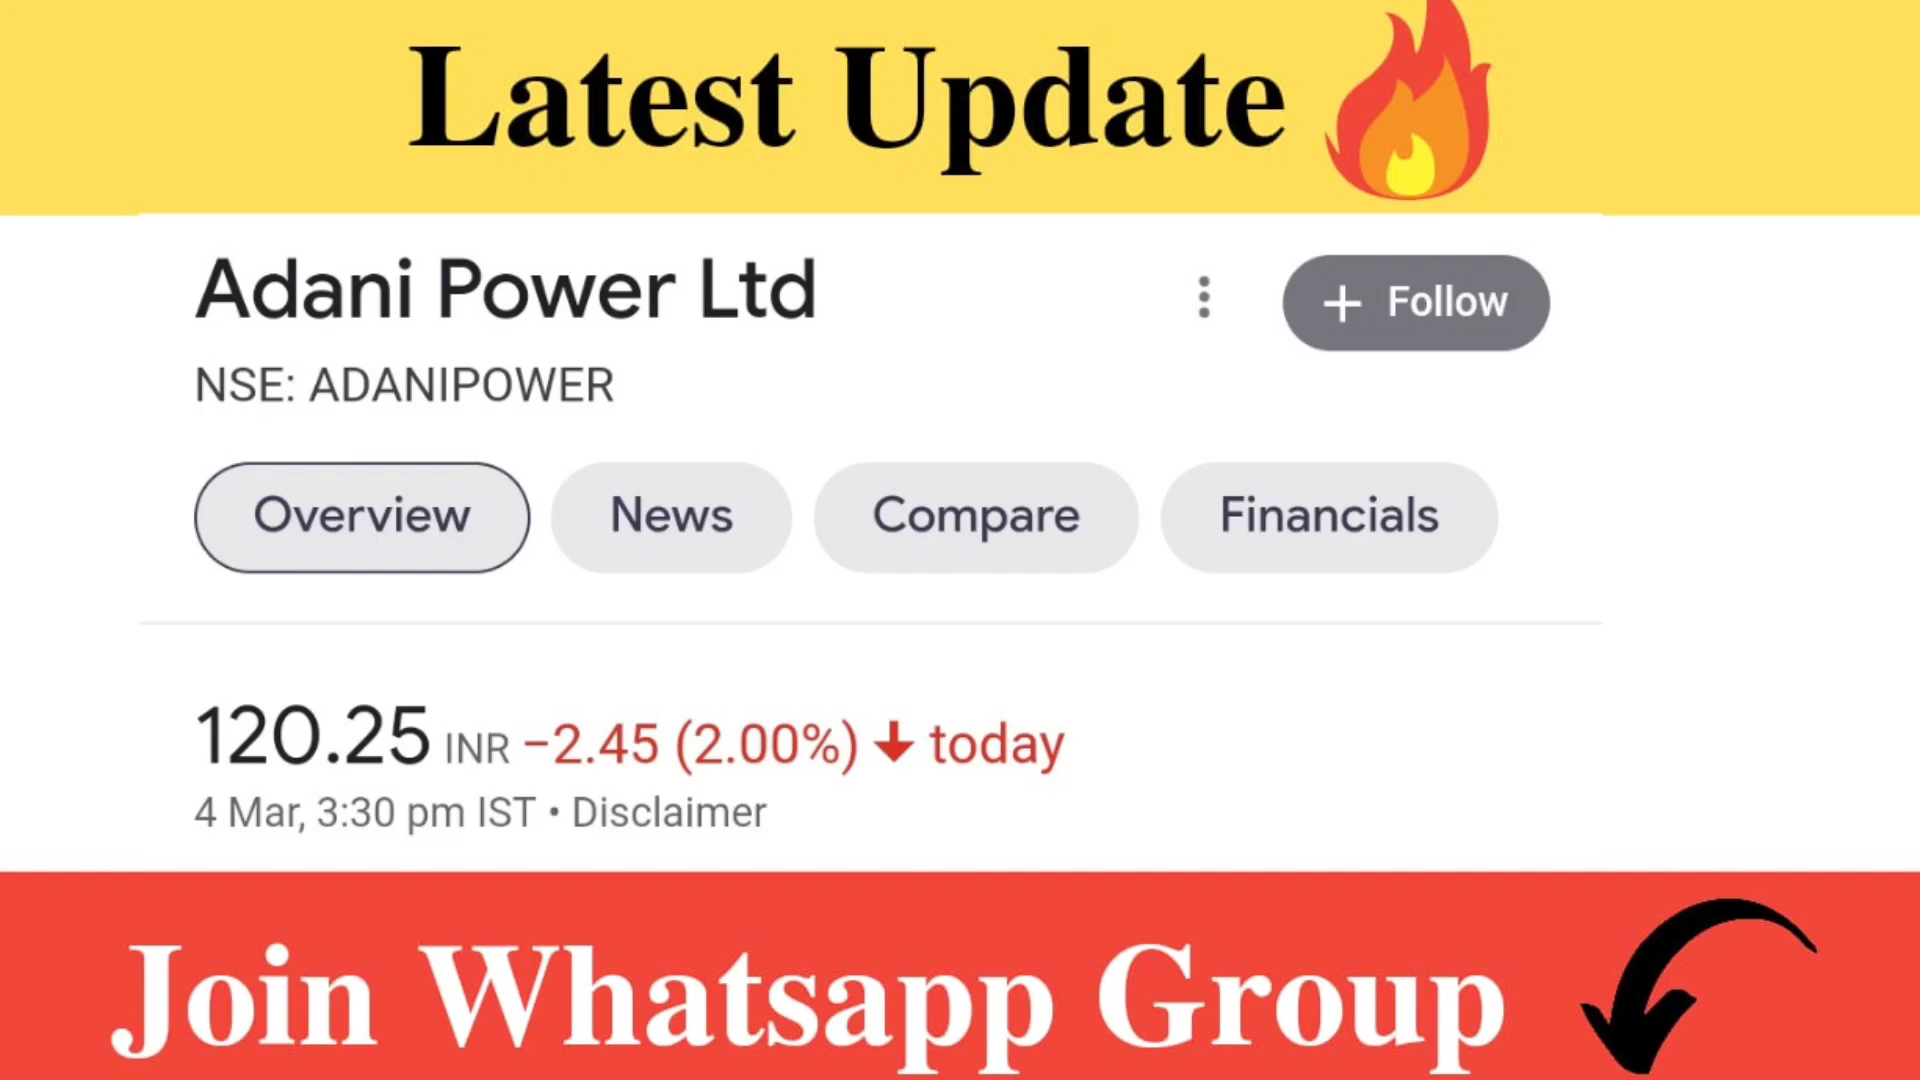 Latest Update
Adani Power Ltd
+ Follow
NSE: ADANIPOWER
Overview News Compare Financials
120.25 INR −2.45 (2.00%) ↓ today
4 Mar, 3:30 pm IST • Disclaimer
Join Whatsapp Group